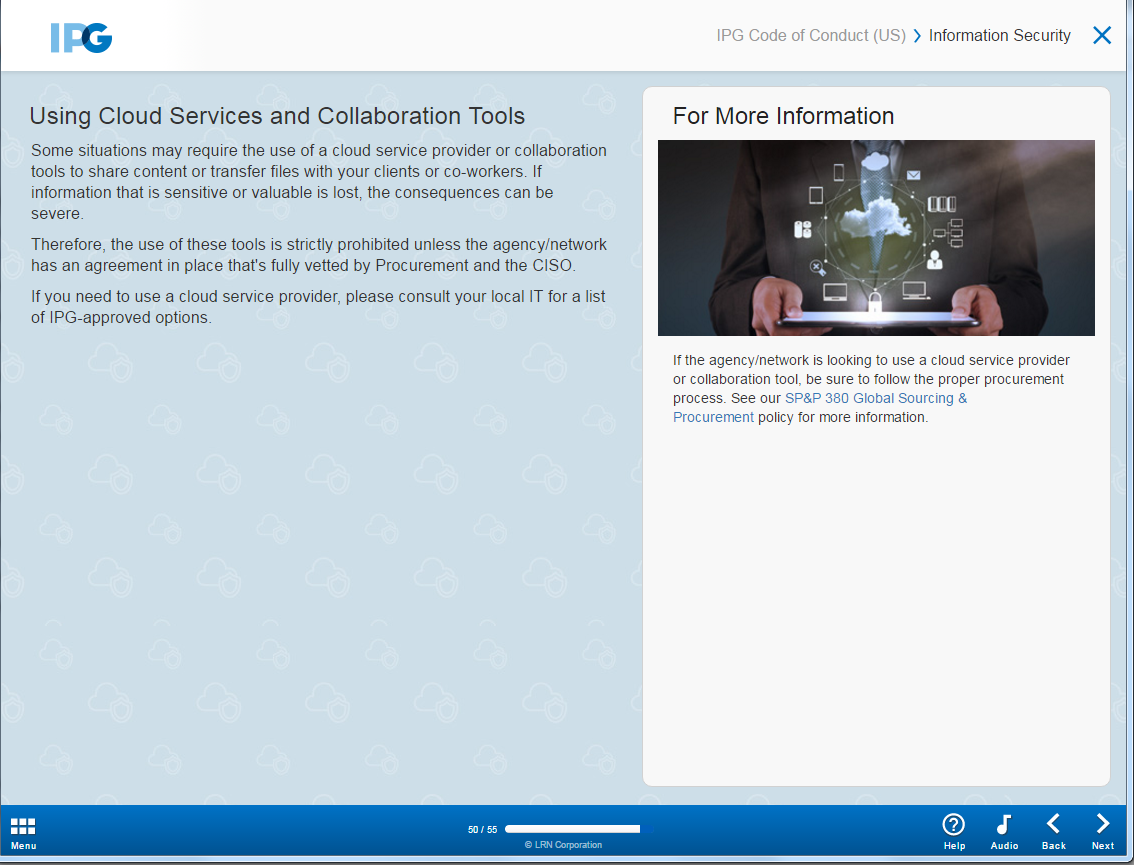 IPG
IPG Code of Conduct (US) Information Security
Using Cloud Services and Collaboration Tools
Some situations may require the use of a cloud service provider or collaboration
tools to share content or transfer files with your clients or co-workers. If
information that is sensitive or valuable is lost, the consequences can be
severe.
Therefore, the use of these tools is strictly prohibited unless the agency/network
has an agreement in place that's fully vetted by Procurement and the CISO.
If you need to use a cloud service provider, please consult your local IT for a list
of IPG-approved options.
For More Information
If the agency/network is looking to use a cloud service provider
or collaboration tool, be sure to follow the proper procurement
process. See our SP&P 380 Global Sourcing &
Procurement policy for more information.
Menu
50 / 55
© LRN Corporation
Help
Audio
Back
Next